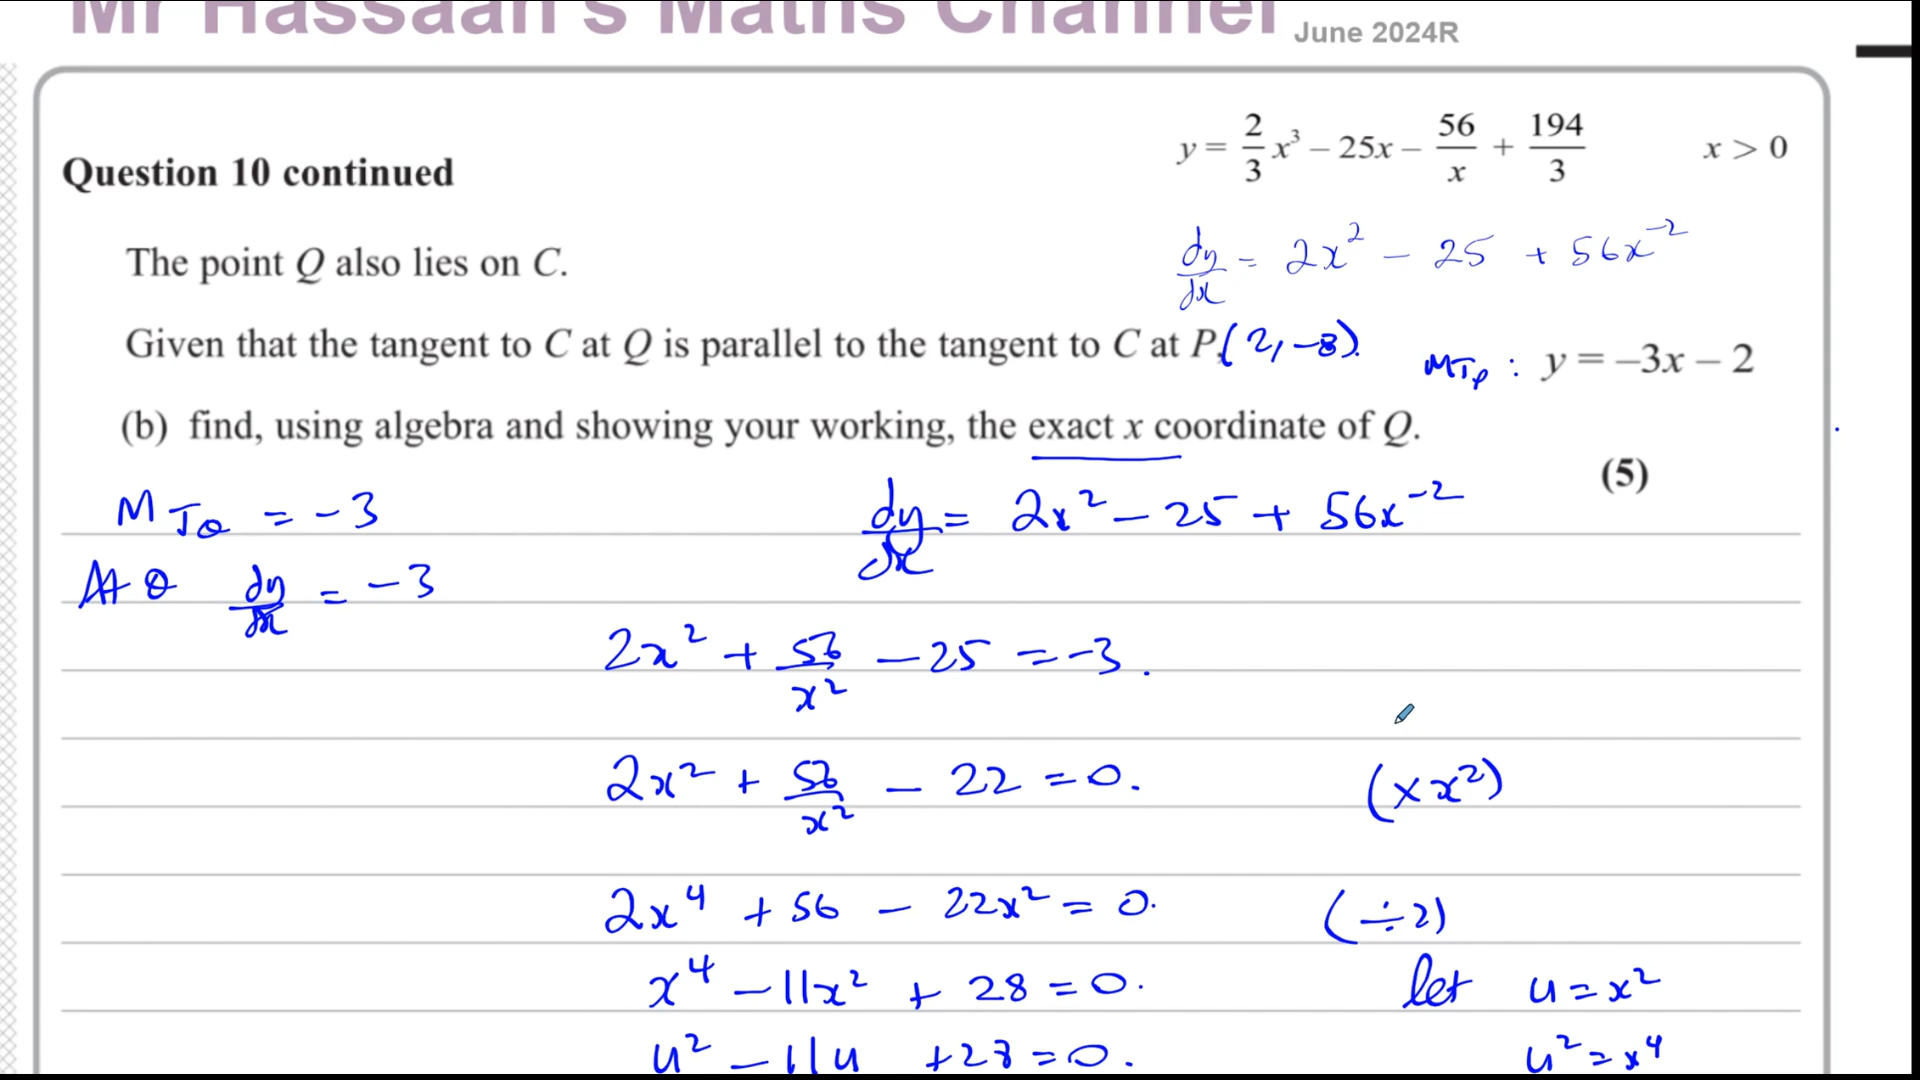 Mr Hassaan's Maths Channel June 2024R
y = 2/3 x³ – 25x – 56/x + 194/3 x > 0
Question 10 continued
dy/dx = 2x² – 25 + 56x⁻²
The point Q also lies on C.
Given that the tangent to C at Q is parallel to the tangent to C at P (2, –8).
M_TP : y = –3x – 2
(b) find, using algebra and showing your working, the exact x coordinate of Q.
(5)
M_TQ = –3
dy/dx = 2x² – 25 + 56x⁻²
At Q dy/dx = –3
2x² + 56/x² – 25 = –3.
2x² + 56/x² – 22 = 0. (× x²)
2x⁴ + 56 – 22x² = 0. (÷2)
x⁴ – 11x² + 28 = 0. let u = x²
u² – 11u + 28 = 0. u² = x⁴